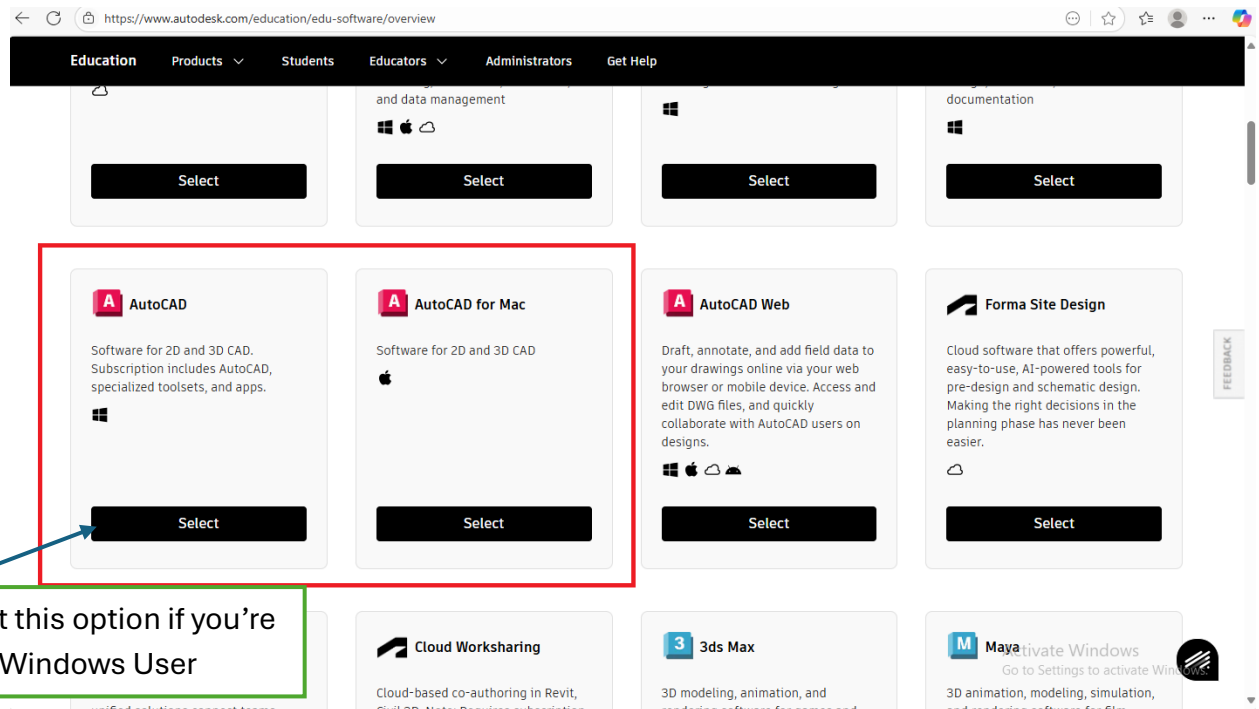 https://www.autodesk.com/education/edu-software/overview
Education Products Students Educators Administrators Get Help
and data management
documentation
Select
Select
Select
Select
AutoCAD
Software for 2D and 3D CAD.
Subscription includes AutoCAD,
specialized toolsets, and apps.
Select
AutoCAD for Mac
Software for 2D and 3D CAD
Select
AutoCAD Web
Draft, annotate, and add field data to
your drawings online via your web
browser or mobile device. Access and
edit DWG files, and quickly
collaborate with AutoCAD users on
designs.
Select
Forma Site Design
Cloud software that offers powerful,
easy-to-use, AI-powered tools for
pre-design and schematic design.
Making the right decisions in the
planning phase has never been
easier.
Select
FEEDBACK
t this option if you’re
Windows User
Cloud Worksharing
Cloud-based co-authoring in Revit,
3ds Max
3D modeling, animation, and
Maya
3D animation, modeling, simulation,
Activate Windows
Go to Settings to activate Windows.